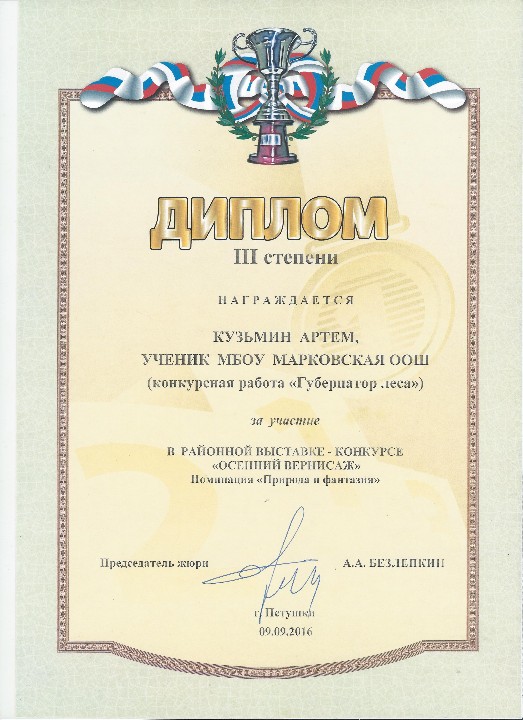 ДИПЛОМ
III степени
НАГРАЖДАЕТСЯ
КУЗЬМИН АРТЕМ,
УЧЕНИК МБОУ МАРКОВСКАЯ ООШ
(конкурсная работа «Губернатор леса»)
за участие
В РАЙОННОЙ ВЫСТАВКЕ - КОНКУРСЕ
«ОСЕННИЙ ВЕРНИСАЖ»
Номинация «Природа и фантазия»
Председатель жюри А.А. БЕЗЛЕПКИН
г. Петушки
09.09.2016